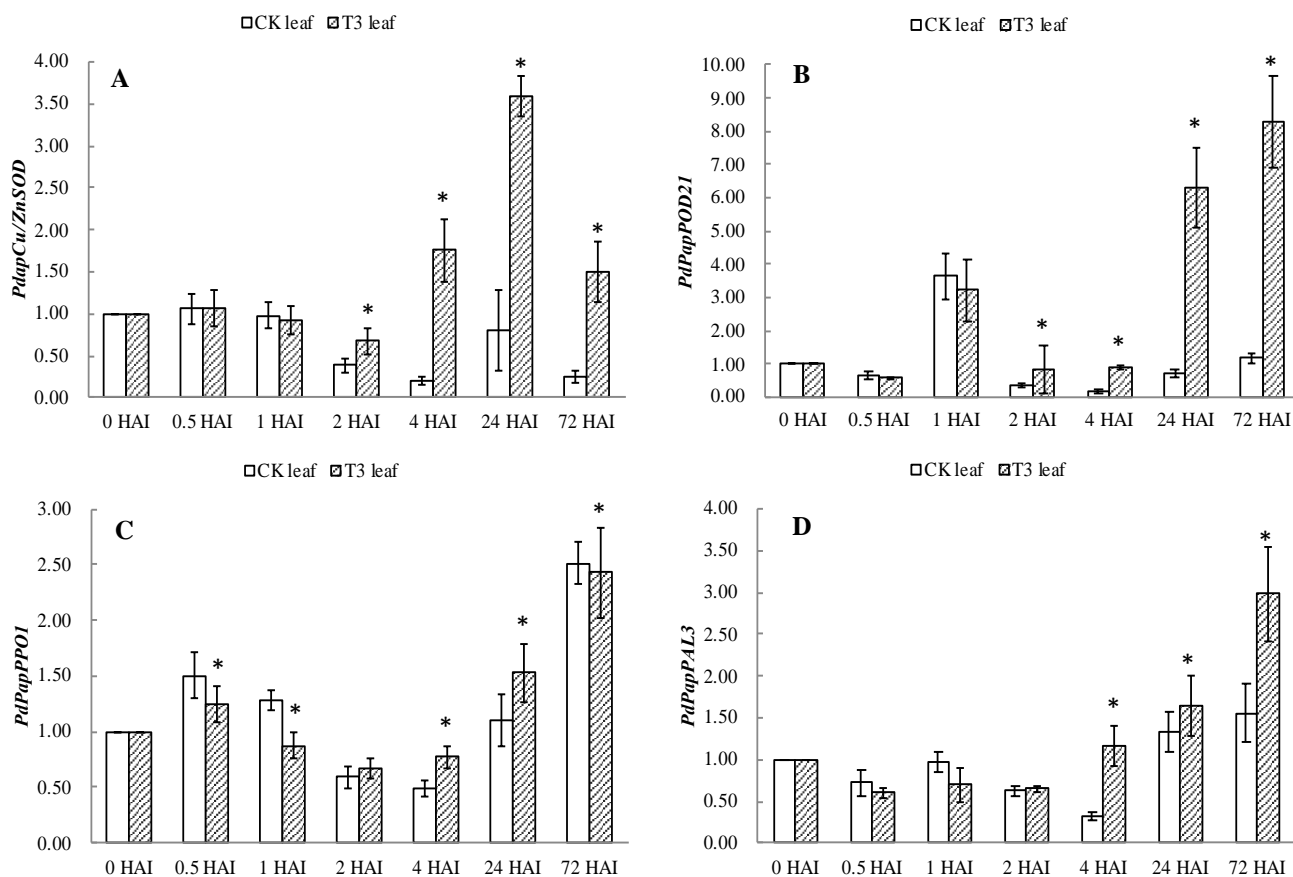 CK leaf T3 leaf
A
PdapCu/ZnSOD
4.00
3.50
3.00
2.50
2.00
1.50
1.00
0.50
0.00
* * * *
0 HAI 0.5 HAI 1 HAI 2 HAI 4 HAI 24 HAI 72 HAI
CK leaf T3 leaf
B
PdPapPOD21
10.00
9.00
8.00
7.00
6.00
5.00
4.00
3.00
2.00
1.00
0.00
* * * *
0 HAI 0.5 HAI 1 HAI 2 HAI 4 HAI 24 HAI 72 HAI
CK leaf T3 leaf
C
PdPapPPO1
3.00
2.50
2.00
1.50
1.00
0.50
0.00
* * * * *
0 HAI 0.5 HAI 1 HAI 2 HAI 4 HAI 24 HAI 72 HAI
CK leaf T3 leaf
D
PdPapPAL3
4.00
3.50
3.00
2.50
2.00
1.50
1.00
0.50
0.00
* * *
0 HAI 0.5 HAI 1 HAI 2 HAI 4 HAI 24 HAI 72 HAI